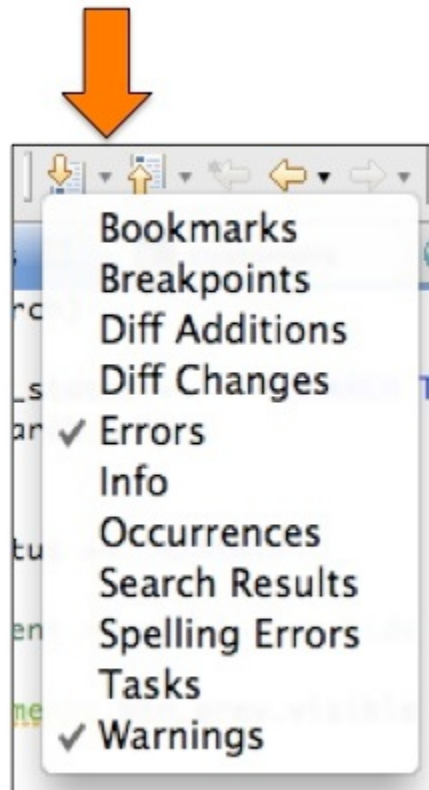 Bookmarks
Breakpoints
Diff Additions
Diff Changes
Errors
Info
Occurrences
Search Results
Spelling Errors
Tasks
Warnings